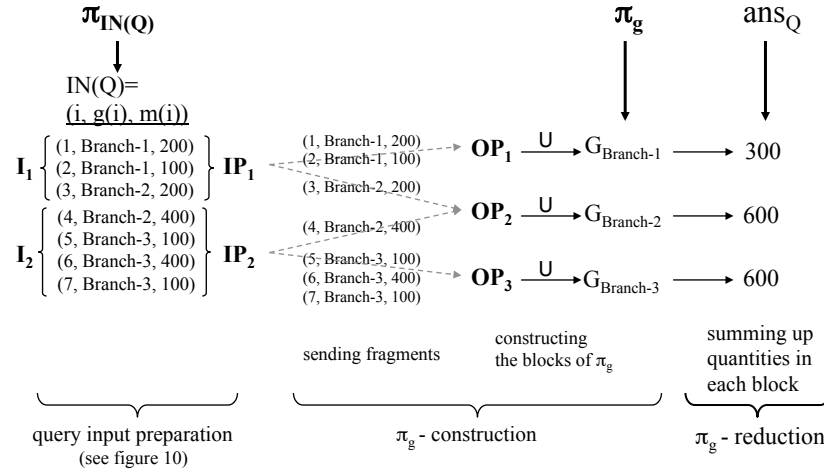 π_IN(Q)
π_g
ans_Q
IN(Q)=
(i, g(i), m(i))
I_1
(1, Branch-1, 200)
(2, Branch-1, 100)
(3, Branch-2, 200)
IP_1
I_2
(4, Branch-2, 400)
(5, Branch-3, 100)
(6, Branch-3, 400)
(7, Branch-3, 100)
IP_2
(1, Branch-1, 200)
(2, Branch-1, 100)
(3, Branch-2, 200)
(4, Branch-2, 400)
(5, Branch-3, 100)
(6, Branch-3, 400)
(7, Branch-3, 100)
OP_1 ∪ G_Branch-1 300
OP_2 ∪ G_Branch-2 600
OP_3 ∪ G_Branch-3 600
sending fragments
constructing
the blocks of π_g
summing up
quantities in
each block
query input preparation
(see figure 10)
π_g - construction
π_g - reduction